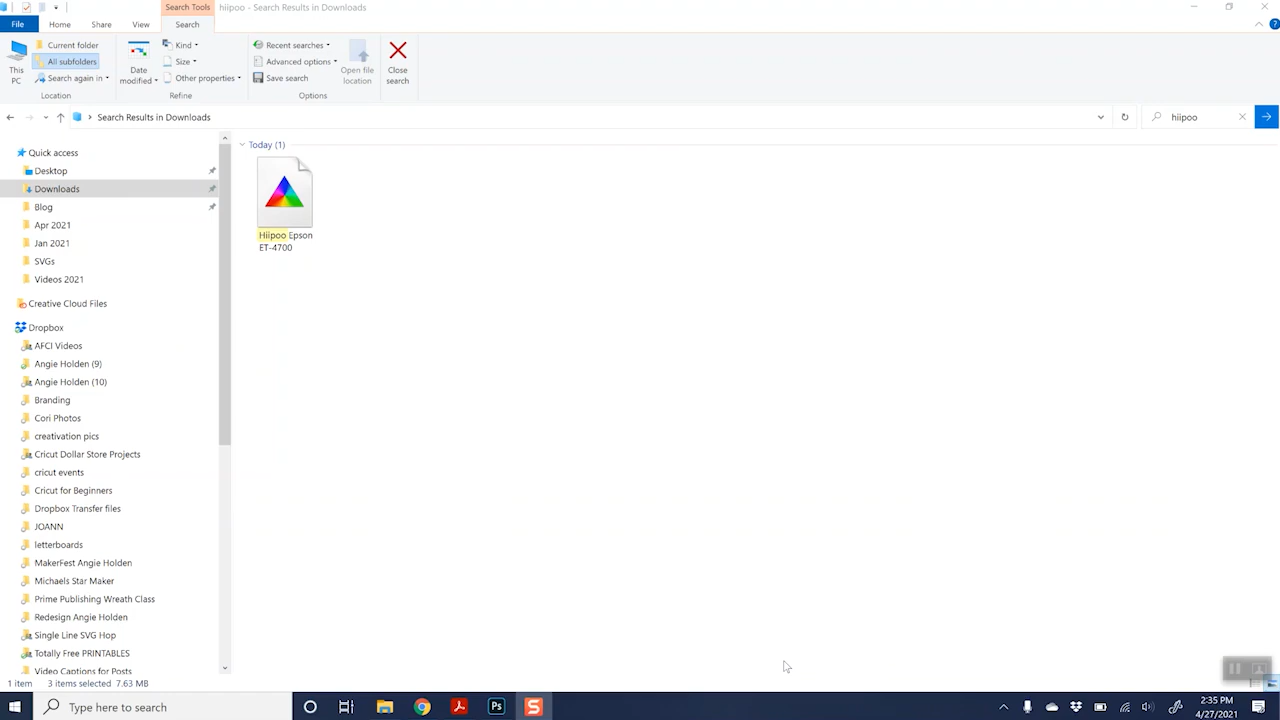 Search Tools
hiipoo - Search Results in Downloads
File
Home
Share
View
Search
This PC
Current folder
All subfolders
Search again in
Location
Date modified
Kind
Size
Other properties
Refine
Recent searches
Advanced options
Save search
Open file location
Options
Close search
Search Results in Downloads
hiipoo
Quick access
Desktop
Downloads
Blog
Apr 2021
Jan 2021
SVGs
Videos 2021
Creative Cloud Files
Dropbox
AFCI Videos
Angie Holden (9)
Angie Holden (10)
Branding
Cori Photos
creativation pics
Cricut Dollar Store Projects
cricut events
Cricut for Beginners
Dropbox Transfer files
JOANN
letterboards
MakerFest Angie Holden
Michaels Star Maker
Prime Publishing Wreath Class
Redesign Angie Holden
Single Line SVG Hop
Totally Free PRINTABLES
Video Captions for Posts
Today (1)
Hiipoo Epson
ET-4700
1 item
3 items selected 7.63 MB
Type here to search
Ps
S
2:35 PM
4/27/2021